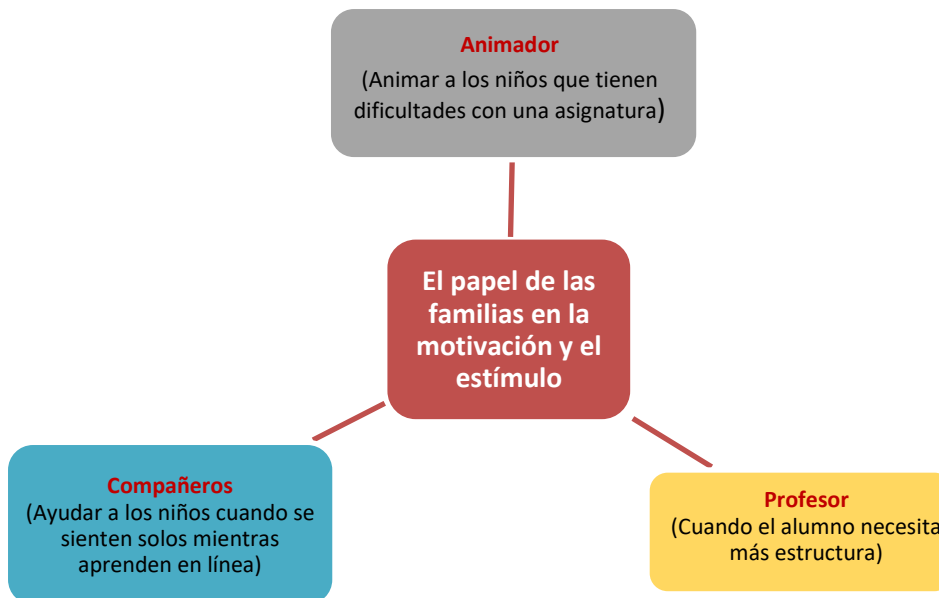 Animador
(Animar a los niños que tienen
dificultades con una asignatura)
El papel de las
familias en la
motivación y el
estímulo
Compañeros
(Ayudar a los niños cuando se
sienten solos mientras
aprenden en línea)
Profesor
(Cuando el alumno necesita
más estructura)